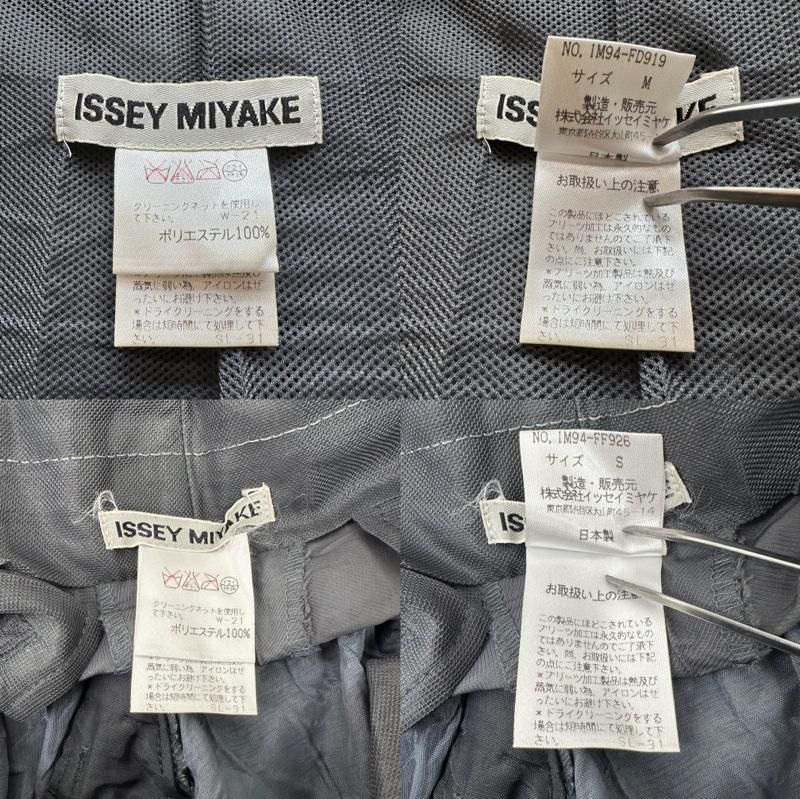 ISSEY MIYAKE
クリーニングネットを使用し
て下さい。 W-21
ポリエステル100%
蒸気に弱い為、アイロンはぜ
ったいにお避け下さい。
*ドライクリーニングをする
場合は短時間にて処理して下
さい。 SL-31
NO. IM94-FD919
サイズ M
製造・販売元
株式会社イッセイミヤケ
東京都渋谷区大山町45-
日本製
お取扱い上の注意
この製品にほどこされている
プリーツ加工は永久的なもの
ではありませんのでご了承下
さい。尚、お取扱いには下記
の点にご注意下さい。
*プリーツ加工製品は熱及び
蒸気に弱い為、アイロンはぜ
ったいにお避け下さい。
*ドライクリーニングをする
場合は短時間にて処理して下
さい。 SL-31
IS
KE
ISSEY MIYAKE
クリーニングネットを使用し
て下さい。 W-21
ポリエステル100%
蒸気に弱い為、アイロンはぜ
ったいにお避け下さい。
*ドライクリーニングをする
場合は短時間にて処理して下
さい。 SL-31
NO. IM94-FF926
サイズ S
製造・販売元
株式会社イッセイミヤケ
東京都渋谷区大山町45-14
日本製
お取扱い上の注意
この製品にほどこされている
プリーツ加工は永久的なもの
ではありませんのでご了承下
さい。尚、お取扱いには下記
の点にご注意下さい。
*プリーツ加工製品は熱及び
蒸気に弱い為、アイロンはぜ
ったいにお避け下さい。
*ドライクリーニングをする
場合は短時間にて処理して下
さい。 SL-31
IS